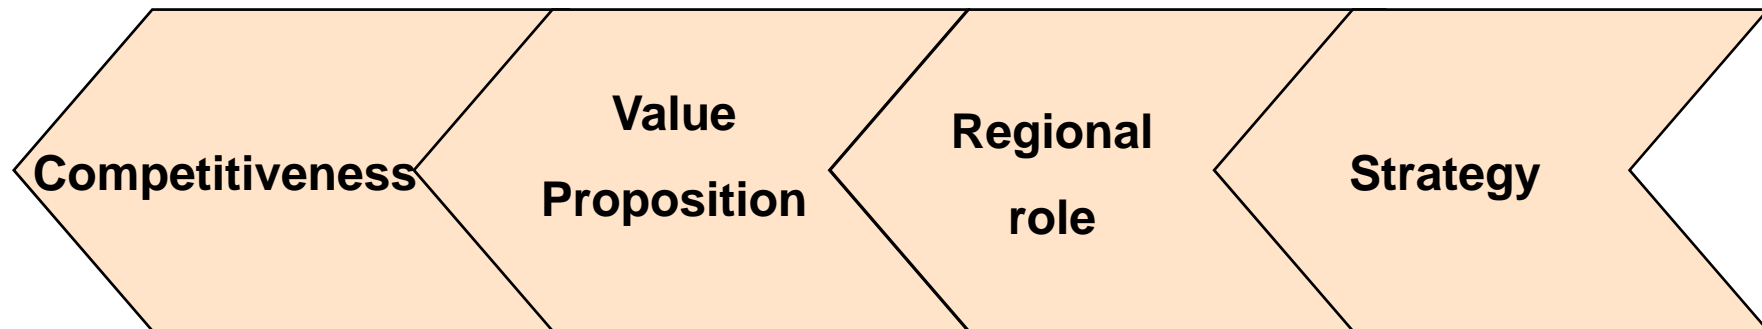 Competitiveness
Value
Proposition
Regional
role
Strategy